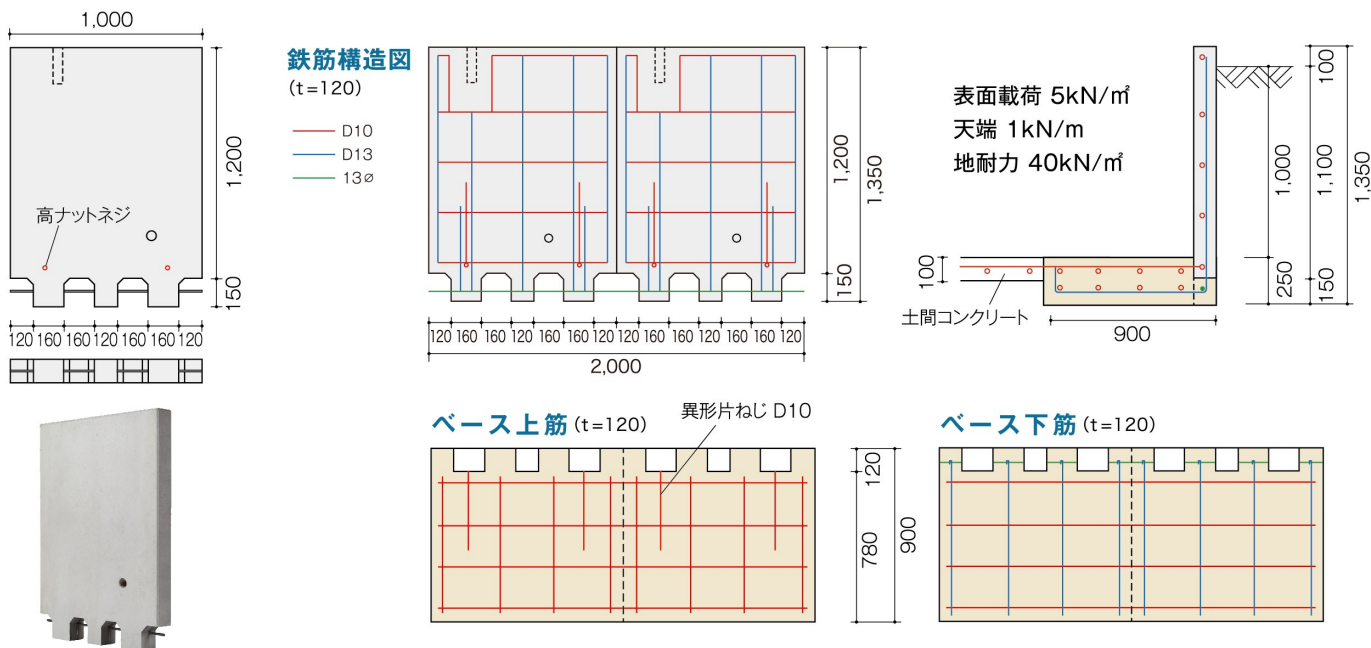 1,000
1,200
高ナットネジ
150
120 160 160 120 160 160 120
鉄筋構造図
(t=120)
D10
D13
13ø
1,200
1,350
150
120 160 160 120 160 160 120 120 160 160 120 160 160 120
2,000
表面載荷 5kN/㎡
天端 1kN/m
地耐力 40kN/㎡
100
1,000
1,100
1,350
100
250
150
土間コンクリート
900
ベース上筋 (t=120)
異形片ねじ D10
120
780
900
ベース下筋 (t=120)